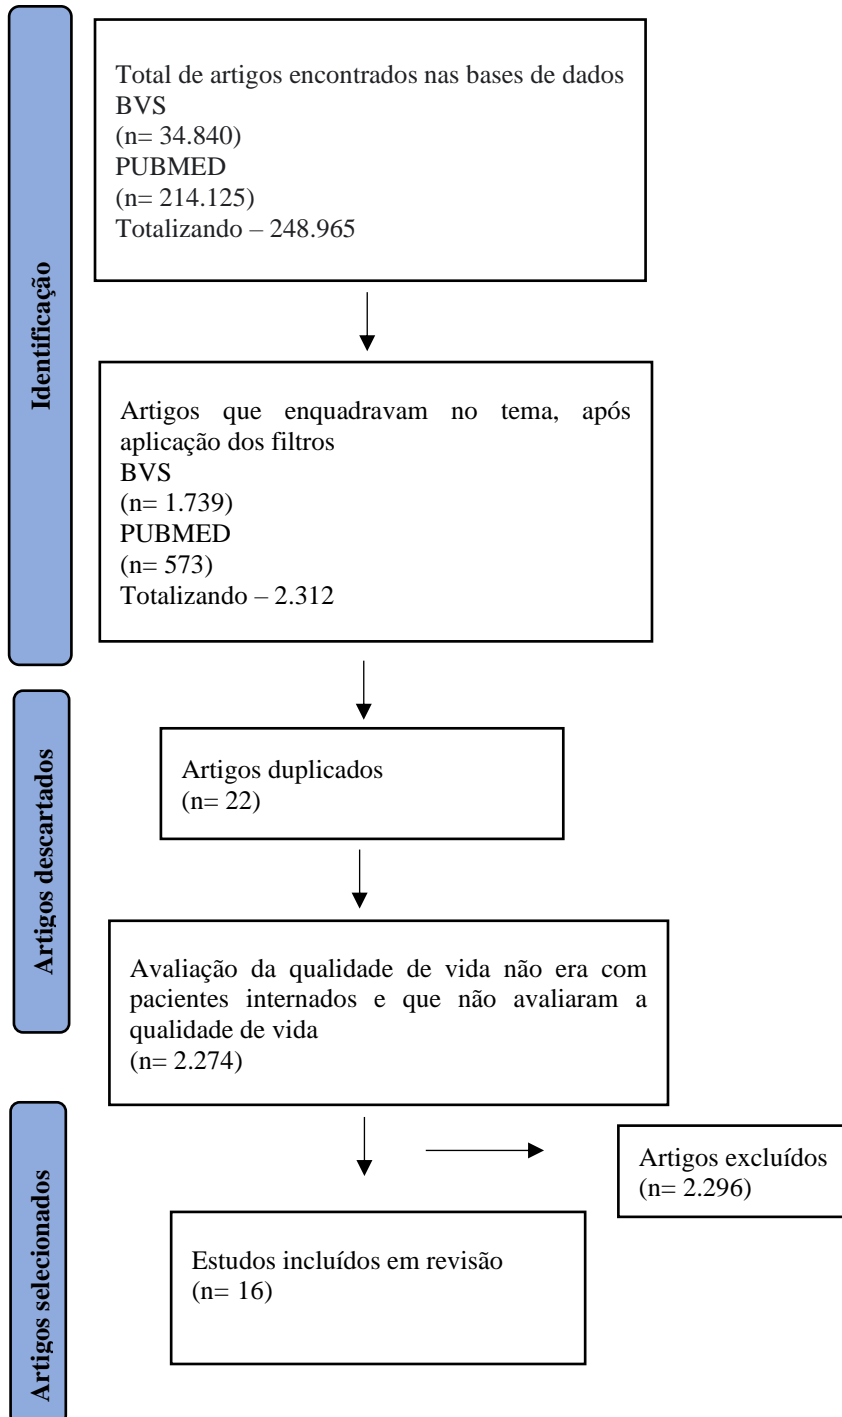 Identificação
Total de artigos encontrados nas bases de dados
BVS
(n= 34.840)
PUBMED
(n= 214.125)
Totalizando – 248.965
Artigos que enquadravam no tema, após
aplicação dos filtros
BVS
(n= 1.739)
PUBMED
(n= 573)
Totalizando – 2.312
Artigos descartados
Artigos duplicados
(n= 22)
Avaliação da qualidade de vida não era com
pacientes internados e que não avaliaram a
qualidade de vida
(n= 2.274)
Artigos selecionados
Artigos excluídos
(n= 2.296)
Estudos incluídos em revisão
(n= 16)